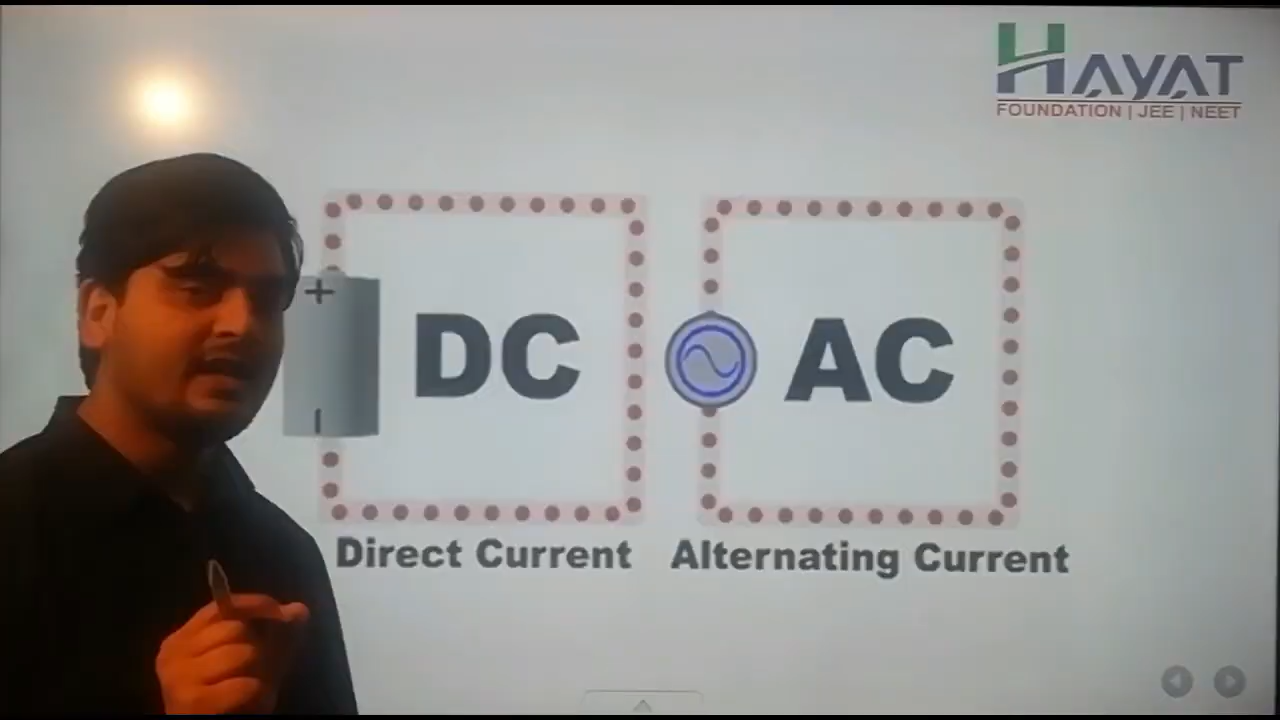 HAYAT
FOUNDATION | JEE | NEET
+
DC
AC
Direct Current
Alternating Current